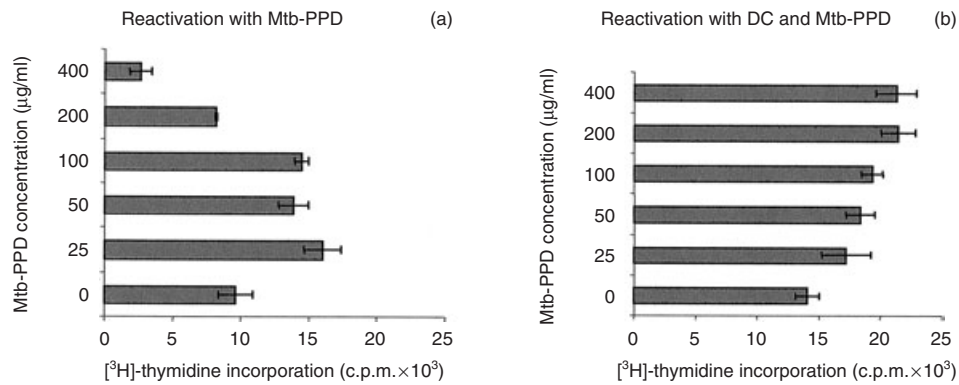 Reactivation with Mtb-PPD (a)
Mtb-PPD concentration (μg/ml)
400
200
100
50
25
0
0 5 10 15 20 25
[³H]-thymidine incorporation (c.p.m.×10³)
Reactivation with DC and Mtb-PPD (b)
Mtb-PPD concentration (μg/ml)
400
200
100
50
25
0
0 5 10 15 20 25
[³H]-thymidine incorporation (c.p.m.×10³)